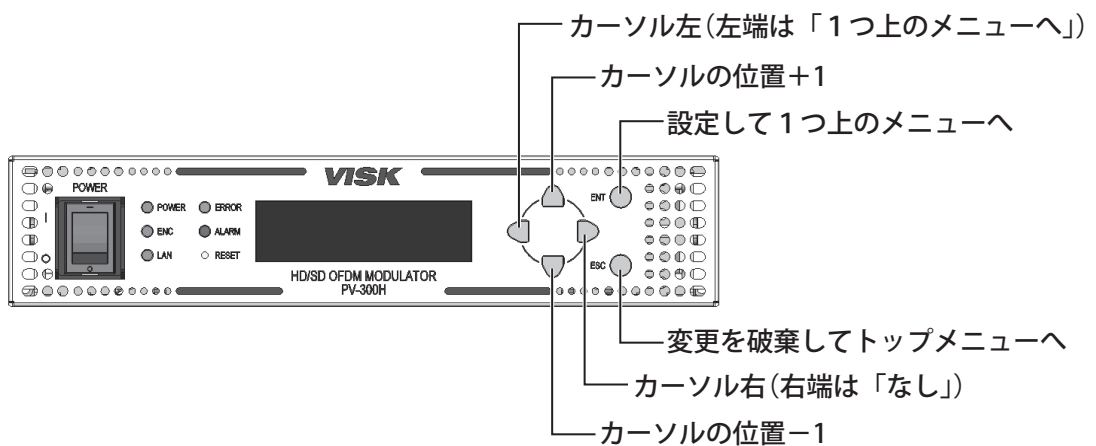 カーソル左(左端は「1つ上のメニューへ」)
カーソルの位置+1
設定して1つ上のメニューへ
VISK
POWER
I
POWER
ERROR
ENT
ENC
ALARM
LAN
RESET
ESC
HD/SD OFDM MODULATOR
PV-300H
変更を破棄してトップメニューへ
カーソル右(右端は「なし」)
カーソルの位置-1